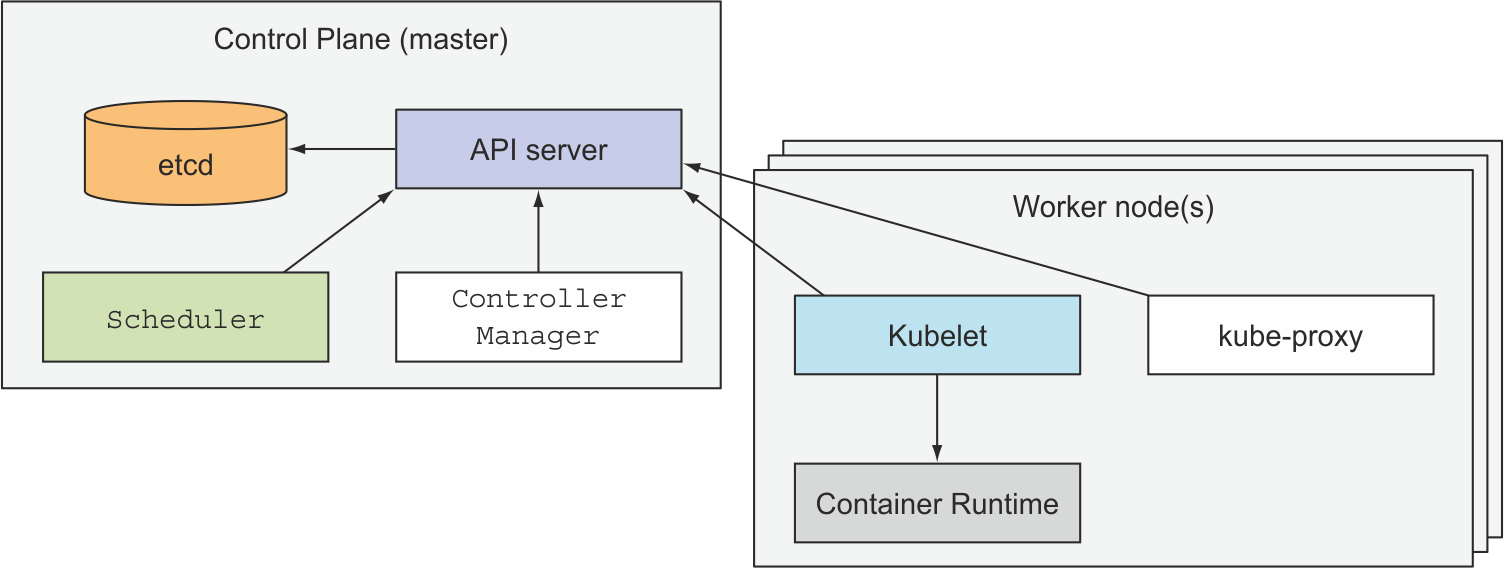 Control Plane (master)
etcd
API server
Scheduler
Controller
Manager
Worker node(s)
Kubelet
kube-proxy
Container Runtime